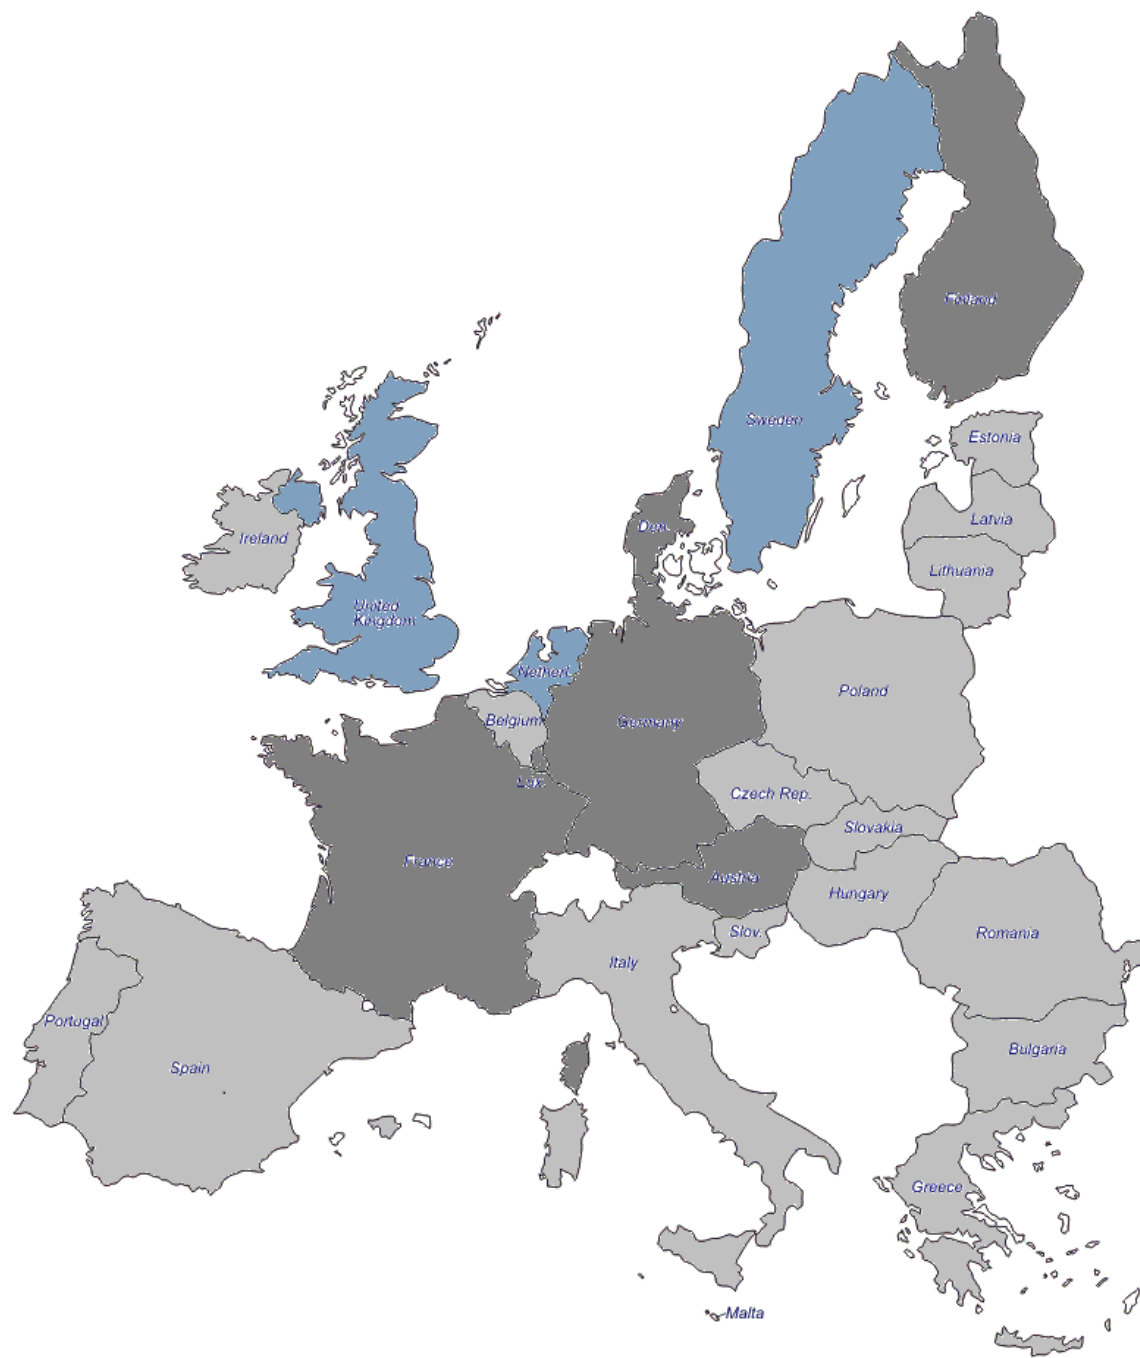 Finland
Sweden
Estonia
Latvia
Lithuania
Den.
Ireland
United
Kingdom
Netherl.
Belgium
Germany
Poland
Lux.
Czech Rep.
Slovakia
France
Austria
Hungary
Slov.
Romania
Italy
Portugal
Spain
Bulgaria
Greece
Malta